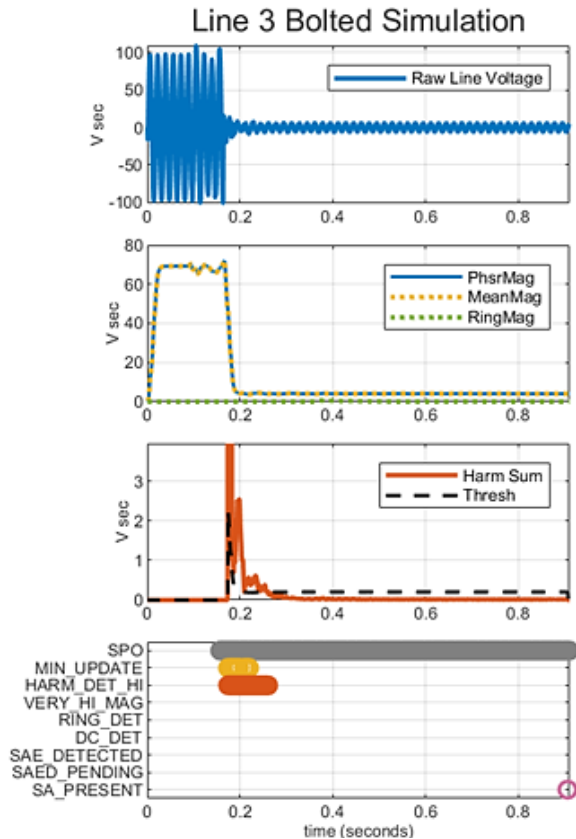 Line 3 Bolted Simulation
100
50
0
-50
-100
V sec
Raw Line Voltage
0 0.2 0.4 0.6 0.8
80
60
40
20
0
V sec
PhsrMag
MeanMag
RingMag
0 0.2 0.4 0.6 0.8
3
2
1
0
V sec
Harm Sum
Thresh
0 0.2 0.4 0.6 0.8
SPO
MIN_UPDATE
HARM_DET_HI
VERY_HI_MAG
RING_DET
DC_DET
SAE_DETECTED
SAED_PENDING
SA_PRESENT
0 0.2 0.4 0.6 0.8
time (seconds)